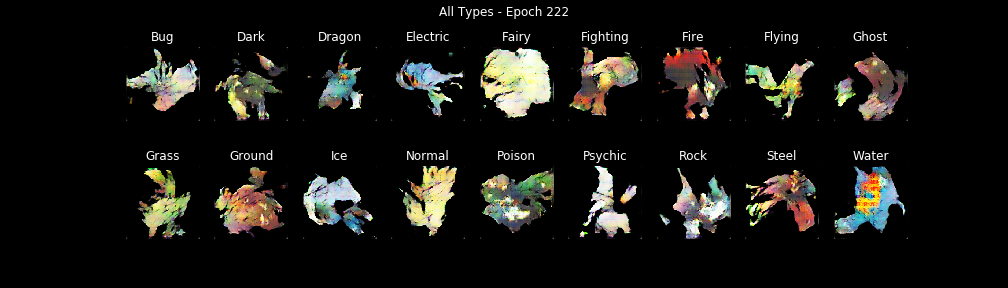 All Types - Epoch 222
Bug Dark Dragon Electric Fairy Fighting Fire Flying Ghost
Grass Ground Ice Normal Poison Psychic Rock Steel Water